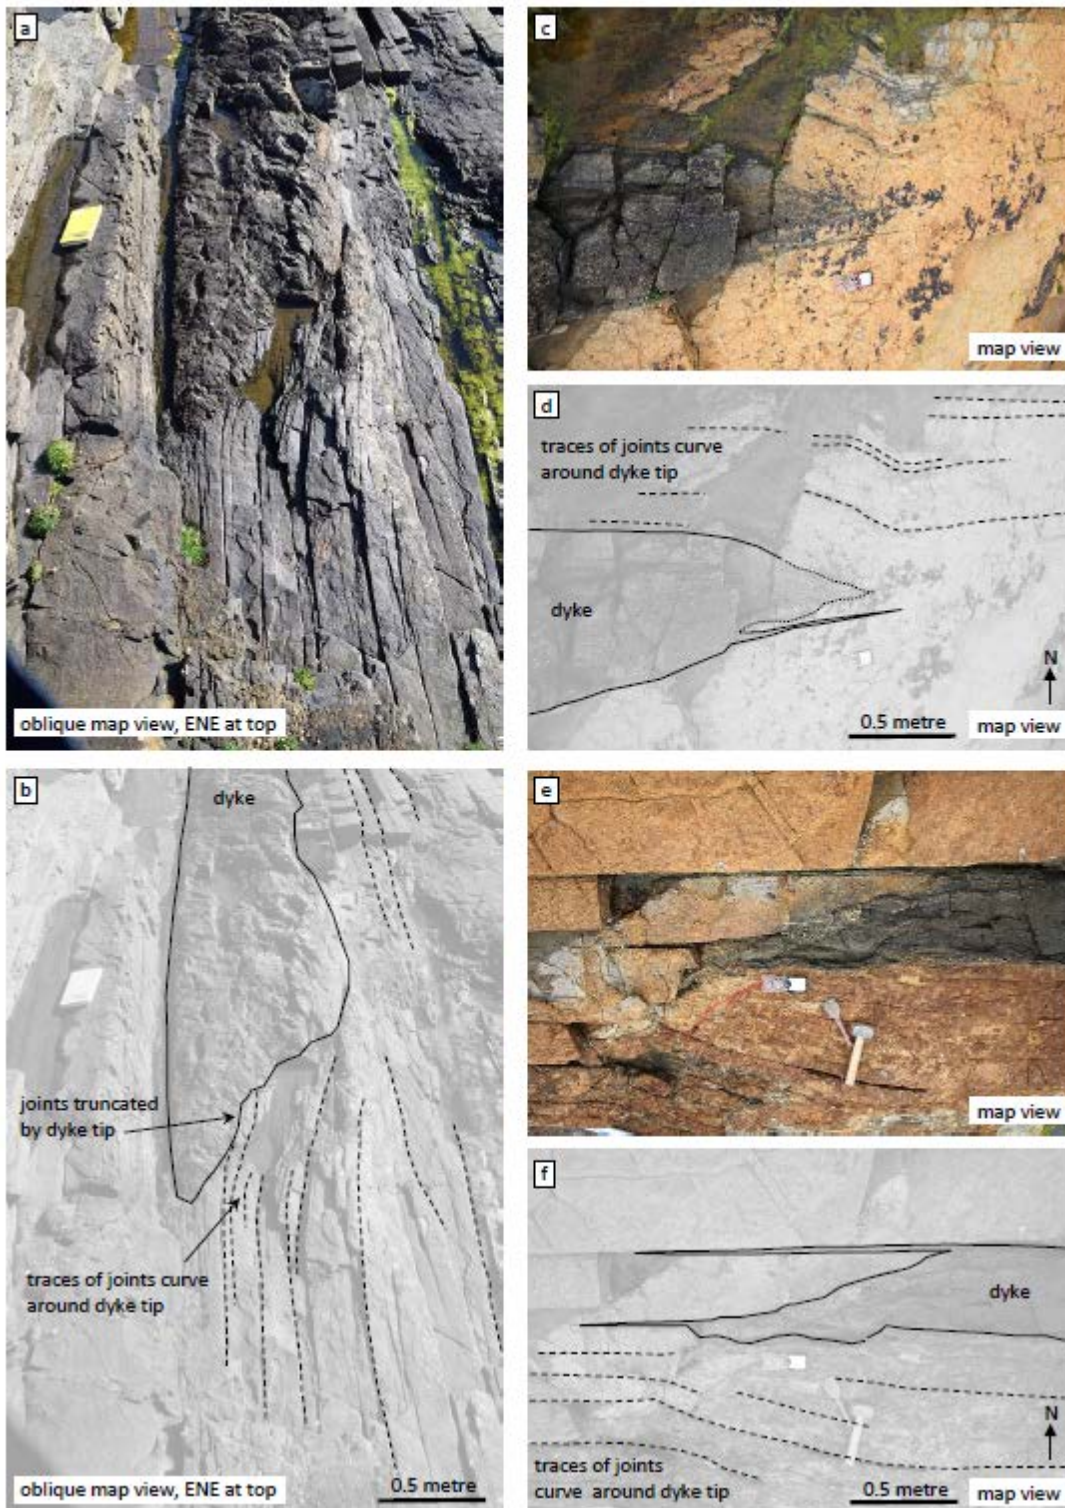 a
oblique map view, ENE at top
b
dyke
joints truncated
by dyke tip
traces of joints curve
around dyke tip
oblique map view, ENE at top
0.5 metre
c
map view
d
traces of joints curve
around dyke tip
dyke
N
0.5 metre
map view
e
map view
f
dyke
traces of joints
curve around dyke tip
N
0.5 metre
map view